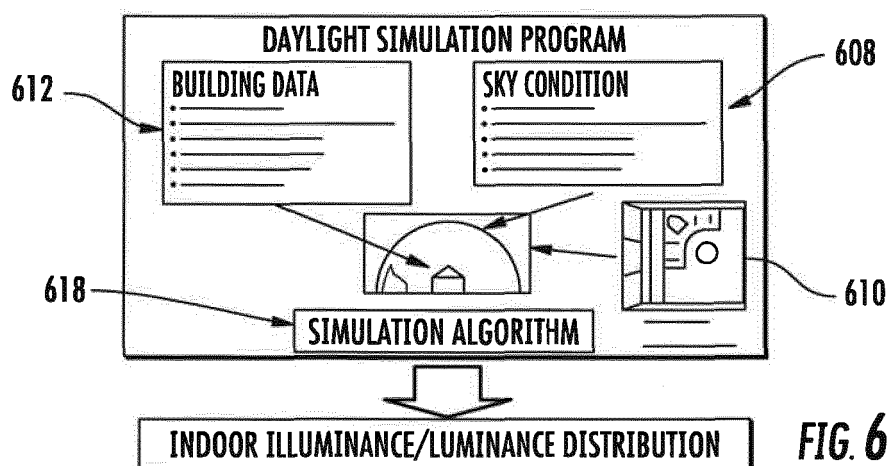 DAYLIGHT SIMULATION PROGRAM
612
BUILDING DATA
SKY CONDITION
608
618
SIMULATION ALGORITHM
610
INDOOR ILLUMINANCE/LUMINANCE DISTRIBUTION
FIG. 6